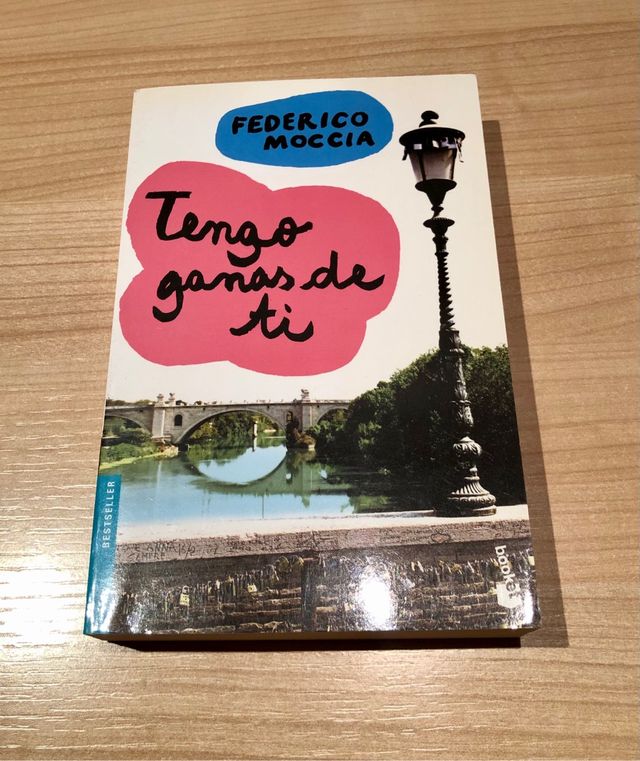 FEDERICO
MOCCIA
Tengo
ganas de
ti
BESTSELLER
booket